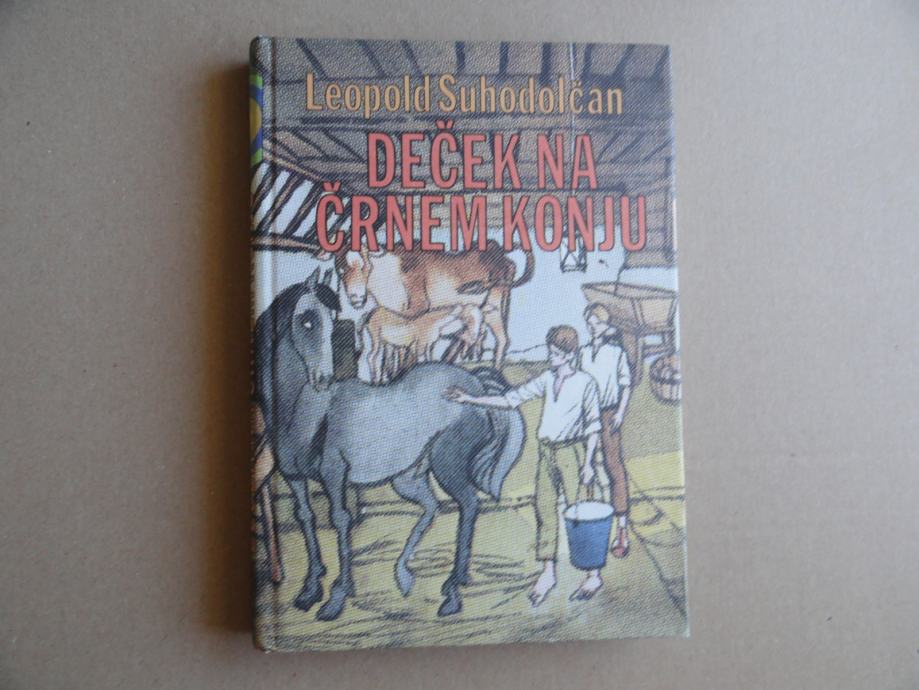 Leopold Suhodolčan
DEČEK NA
ČRNEM KONJU